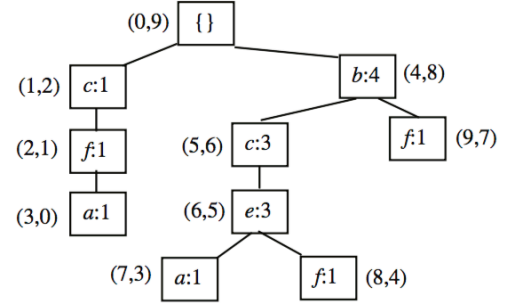 (0,9) { }
(1,2) c:1 b:4 (4,8)
(2,1) f:1 (5,6) c:3 f:1 (9,7)
(3,0) a:1 (6,5) e:3
(7,3) a:1 f:1 (8,4)